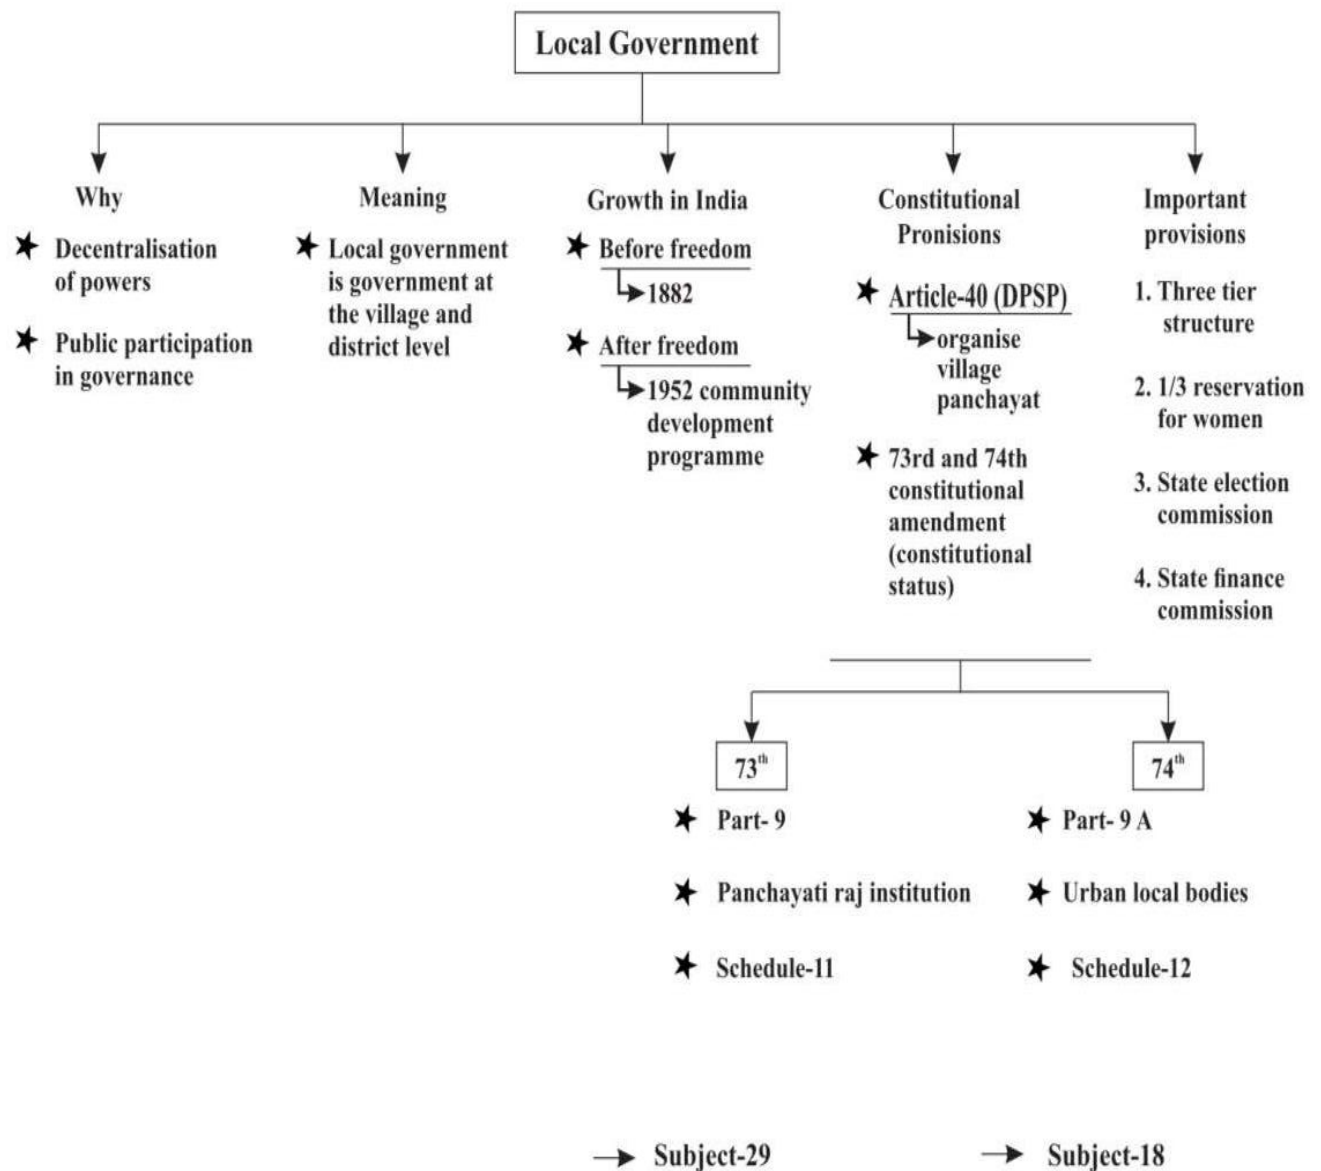 Local Government
Why
★ Decentralisation
of powers
★ Public participation
in governance
Meaning
★ Local government
is government at
the village and
district level
Growth in India
★ Before freedom
1882
★ After freedom
1952 community
development
programme
Constitutional
Pronisions
★ Article-40 (DPSP)
organise
village
panchayat
★ 73rd and 74th
constitutional
amendment
(constitutional
status)
Important
provisions
1. Three tier
structure
2. 1/3 reservation
for women
3. State election
commission
4. State finance
commission
73th
★ Part- 9
★ Panchayati raj institution
★ Schedule-11
→ Subject-29
74th
★ Part- 9 A
★ Urban local bodies
★ Schedule-12
→ Subject-18